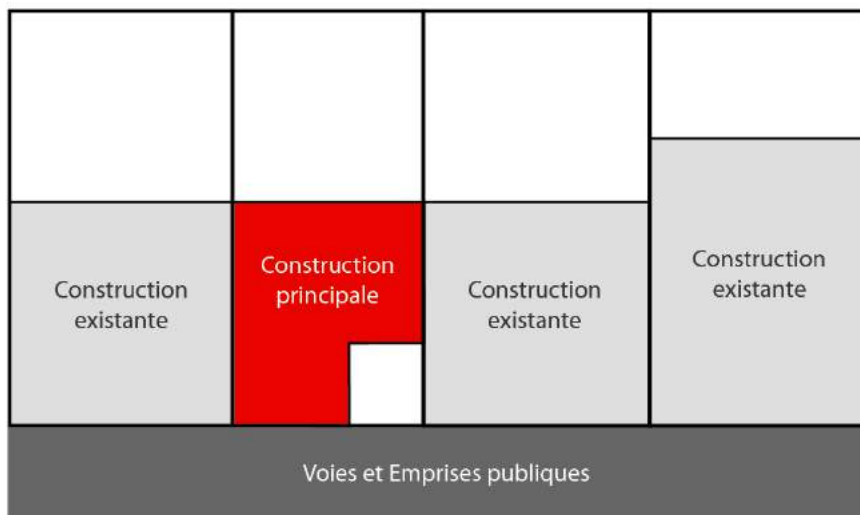 Construction
existante
Construction
principale
Construction
existante
Construction
existante
Voies et Emprises publiques